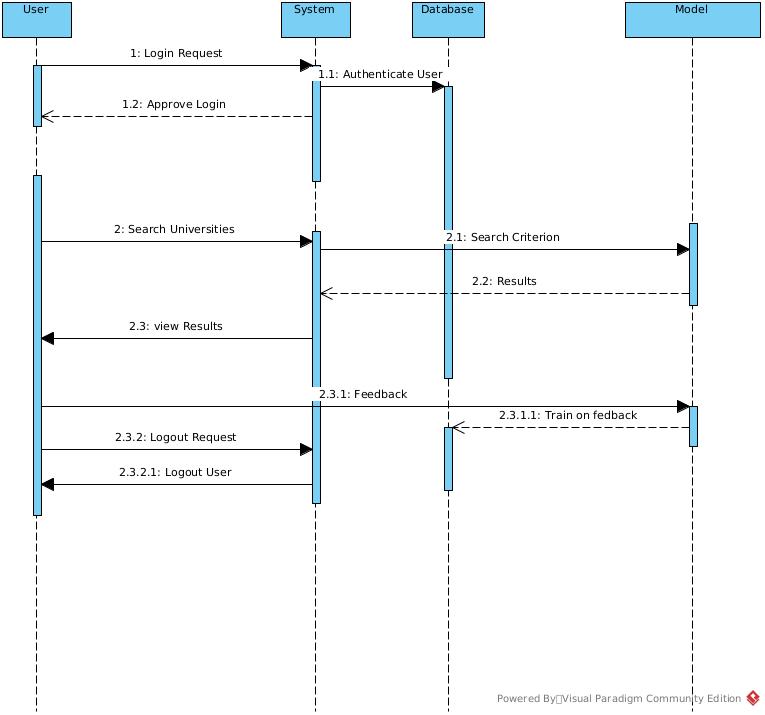 User
System
Database
Model
1: Login Request
1.1: Authenticate User
1.2: Approve Login
2: Search Universities
2.1: Search Criterion
2.2: Results
2.3: view Results
2.3.1: Feedback
2.3.1.1: Train on fedback
2.3.2: Logout Request
2.3.2.1: Logout User
Powered By Visual Paradigm Community Edition